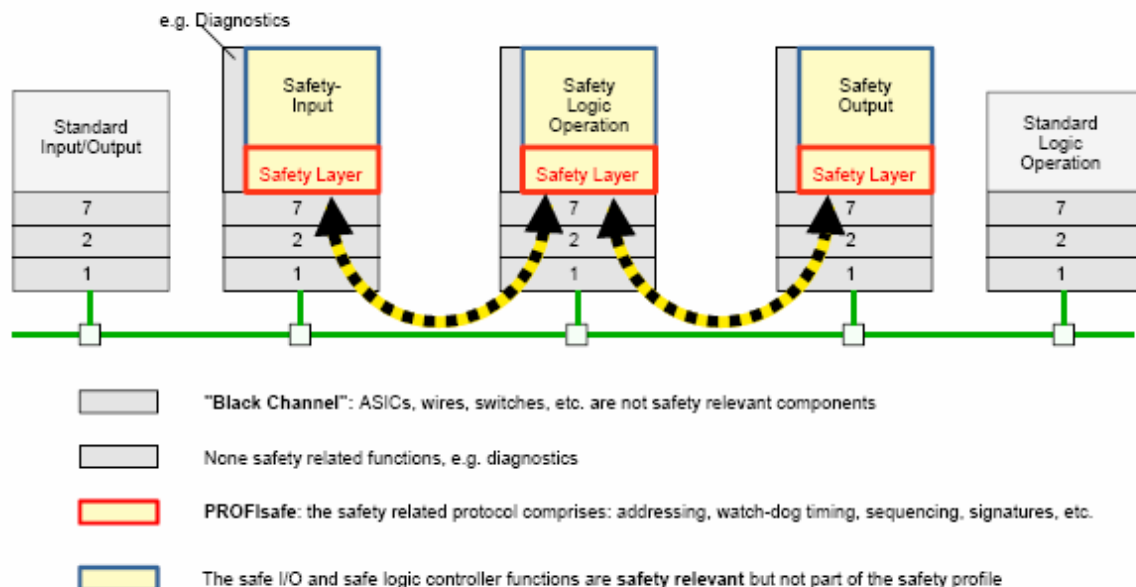 e.g. Diagnostics
Standard
Input/Output
7
2
1
Safety-
Input
Safety Layer
7
2
1
Safety
Logic
Operation
Safety Layer
7
2
1
Safety
Output
Safety Layer
7
2
1
Standard
Logic
Operation
7
2
1
"Black Channel": ASICs, wires, switches, etc. are not safety relevant components
None safety related functions, e.g. diagnostics
PROFIsafe: the safety related protocol comprises: addressing, watch-dog timing, sequencing, signatures, etc.
The safe I/O and safe logic controller functions are safety relevant but not part of the safety profile